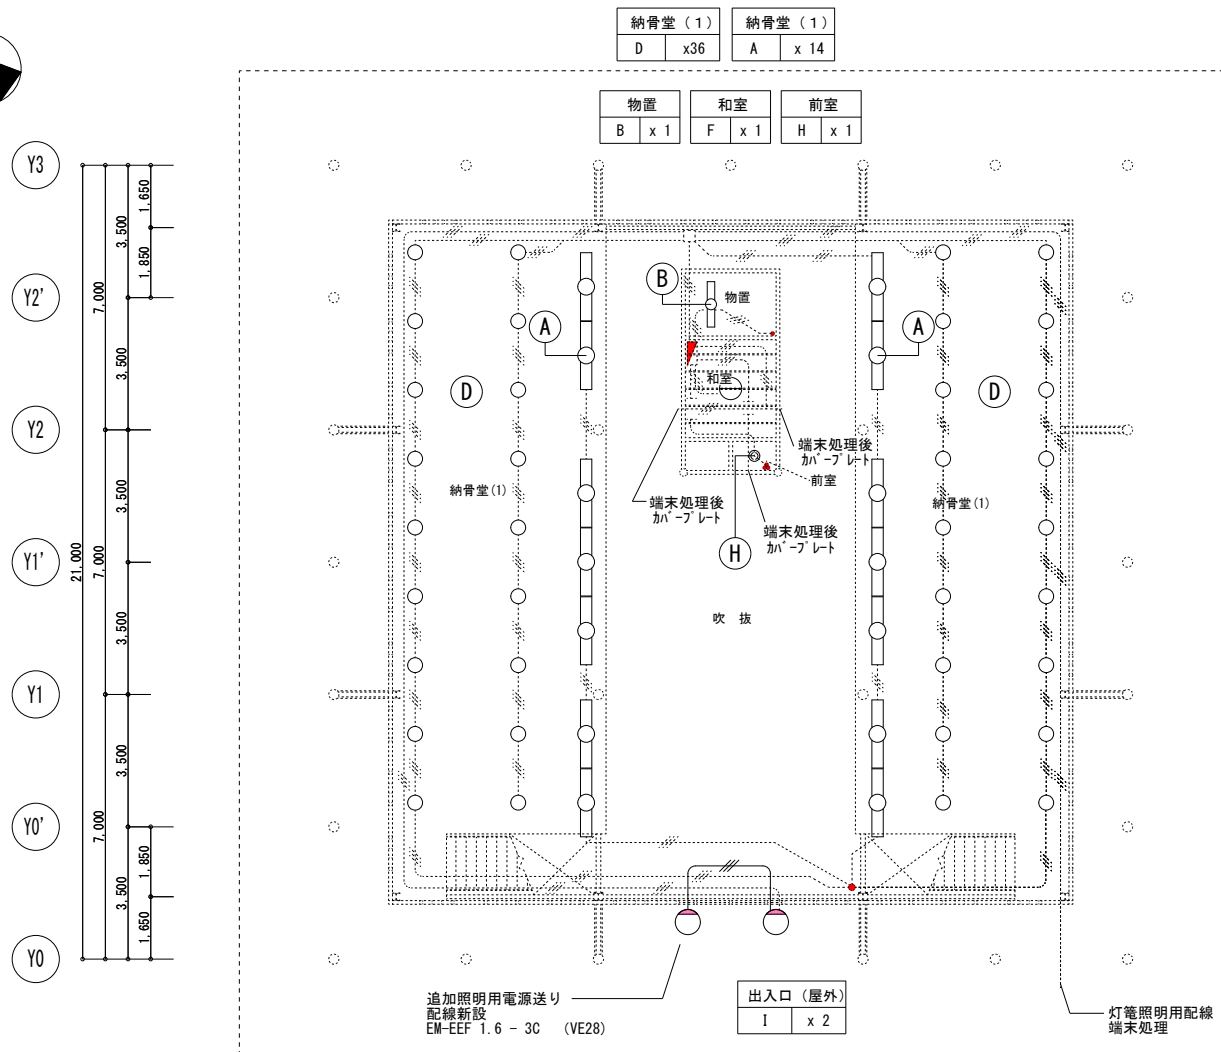 納骨堂（１） 納骨堂（１）
D x36 A x 14
物置 和室 前室
B x 1 F x 1 H x 1
Y3
Y2'
Y2
Y1'
Y1
Y0'
Y0
21,000
7,000
7,000
7,000
3,500
3,500
3,500
3,500
3,500
3,500
1,650
1,850
1,850
1,650
B
物置
A
A
D
和室
D
端末処理後
ｶﾊﾞｰﾌﾟﾚｰﾄ
前室
納骨堂(1)
納骨堂(1)
端末処理後
ｶﾊﾞｰﾌﾟﾚｰﾄ
端末処理後
ｶﾊﾞｰﾌﾟﾚｰﾄ
H
吹 抜
追加照明用電源送り
配線新設
EM-EEF 1.6 - 3C （VE28）
出入口（屋外）
I x 2
灯篭照明用配線
端末処理